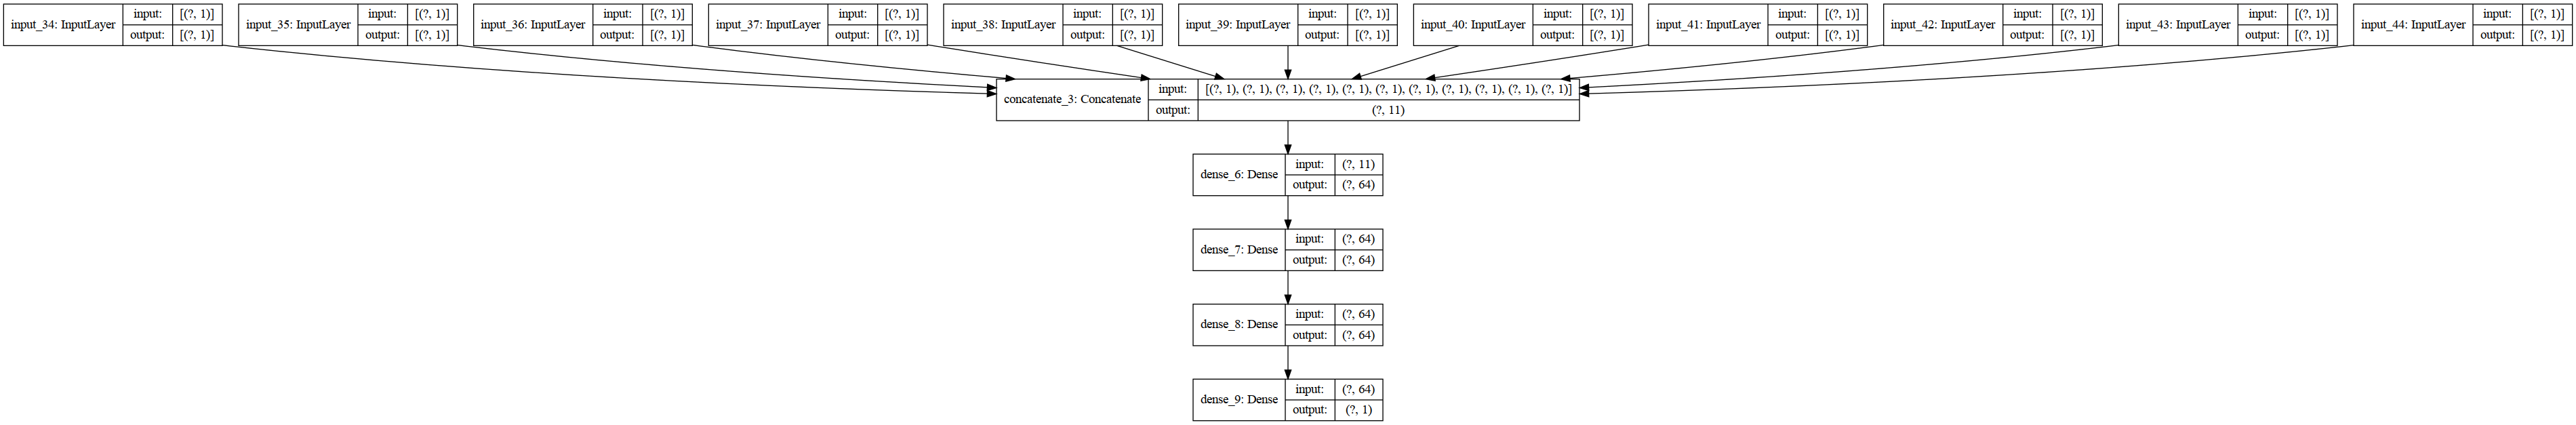 input_34: InputLayer input: [(?, 1)] output: [(?, 1)]
input_35: InputLayer input: [(?, 1)] output: [(?, 1)]
input_36: InputLayer input: [(?, 1)] output: [(?, 1)]
input_37: InputLayer input: [(?, 1)] output: [(?, 1)]
input_38: InputLayer input: [(?, 1)] output: [(?, 1)]
input_39: InputLayer input: [(?, 1)] output: [(?, 1)]
input_40: InputLayer input: [(?, 1)] output: [(?, 1)]
input_41: InputLayer input: [(?, 1)] output: [(?, 1)]
input_42: InputLayer input: [(?, 1)] output: [(?, 1)]
input_43: InputLayer input: [(?, 1)] output: [(?, 1)]
input_44: InputLayer input: [(?, 1)] output: [(?, 1)]
concatenate_3: Concatenate input: [(?, 1), (?, 1), (?, 1), (?, 1), (?, 1), (?, 1), (?, 1), (?, 1), (?, 1), (?, 1), (?, 1)] output: (?, 11)
dense_6: Dense input: (?, 11) output: (?, 64)
dense_7: Dense input: (?, 64) output: (?, 64)
dense_8: Dense input: (?, 64) output: (?, 64)
dense_9: Dense input: (?, 64) output: (?, 1)